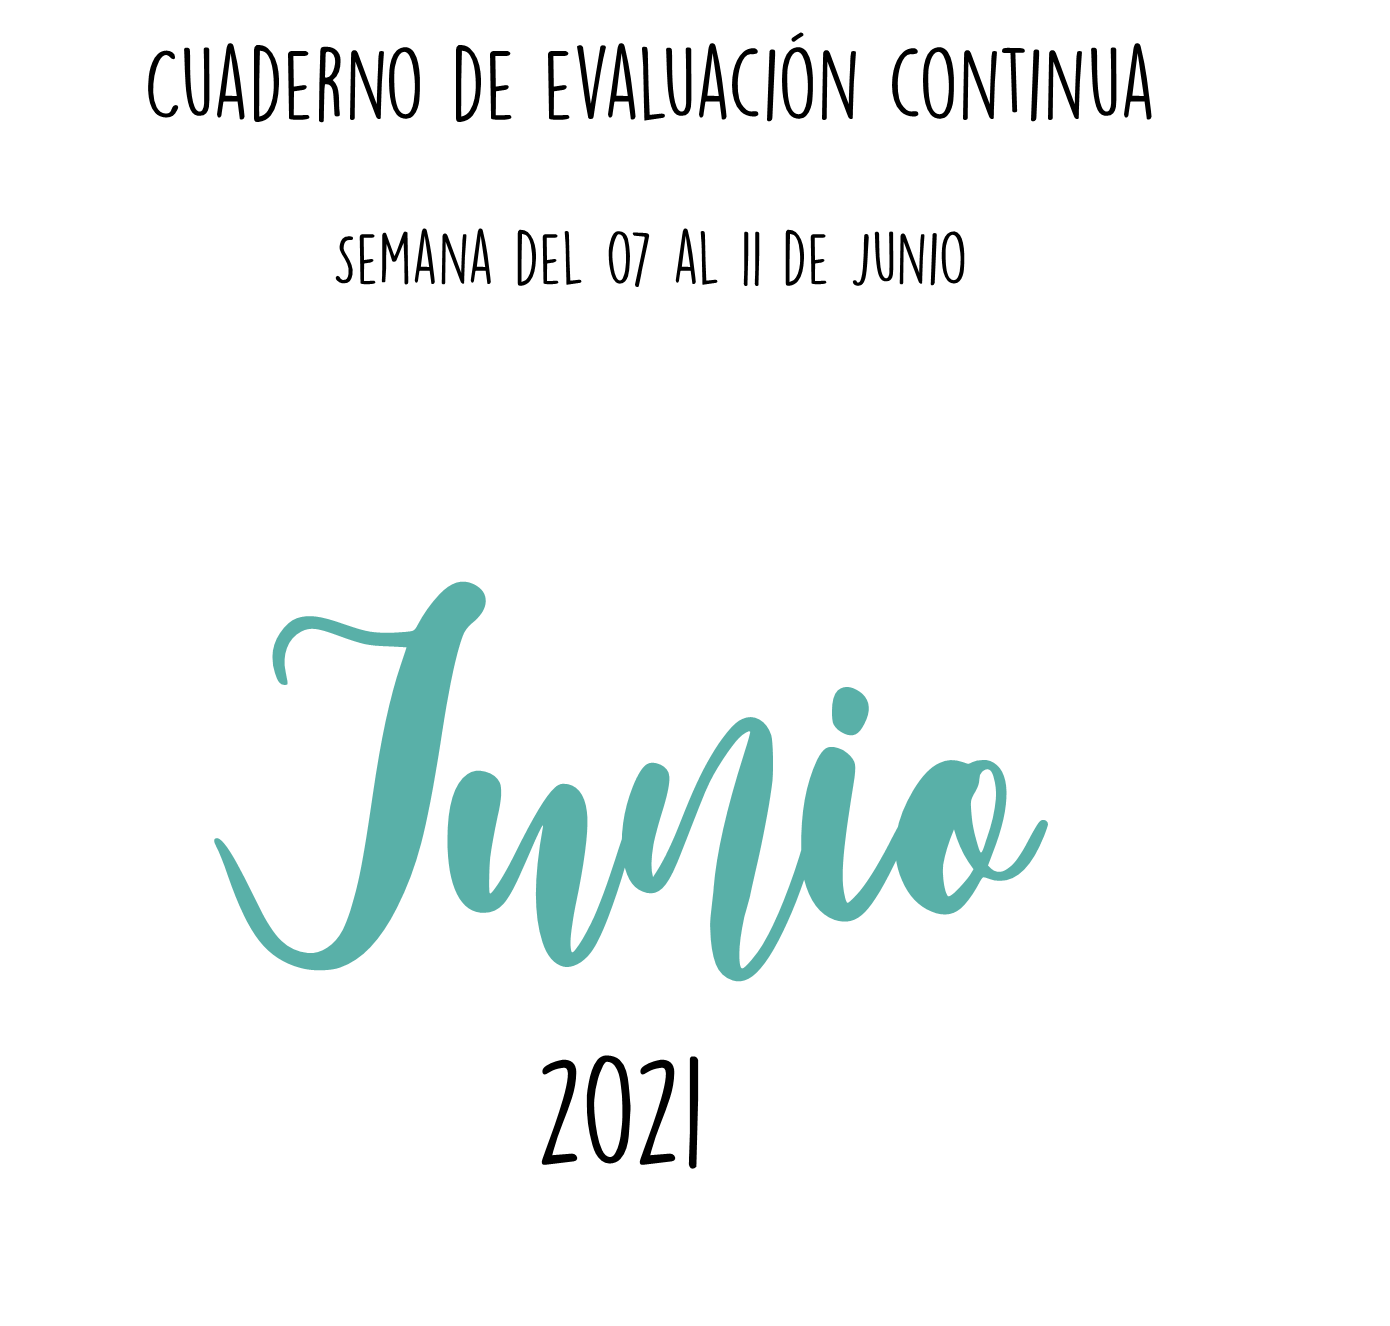 CUADERNO DE EVALUACIÓN CONTINUA
SEMANA DEL 07 AL 11 DE JUNIO
Junio
2021